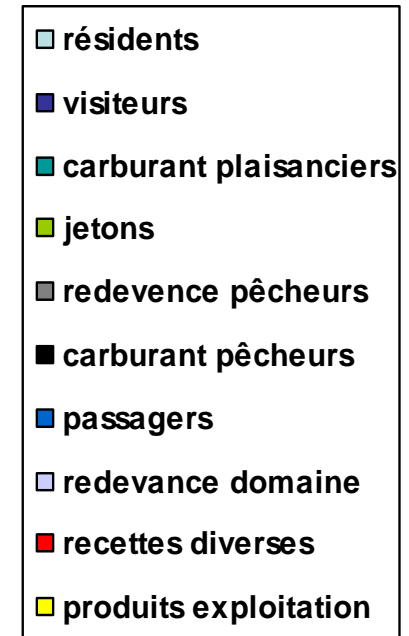 résidents
visiteurs
carburant plaisanciers
jetons
redevence pêcheurs
carburant pêcheurs
passagers
redevance domaine
recettes diverses
produits exploitation